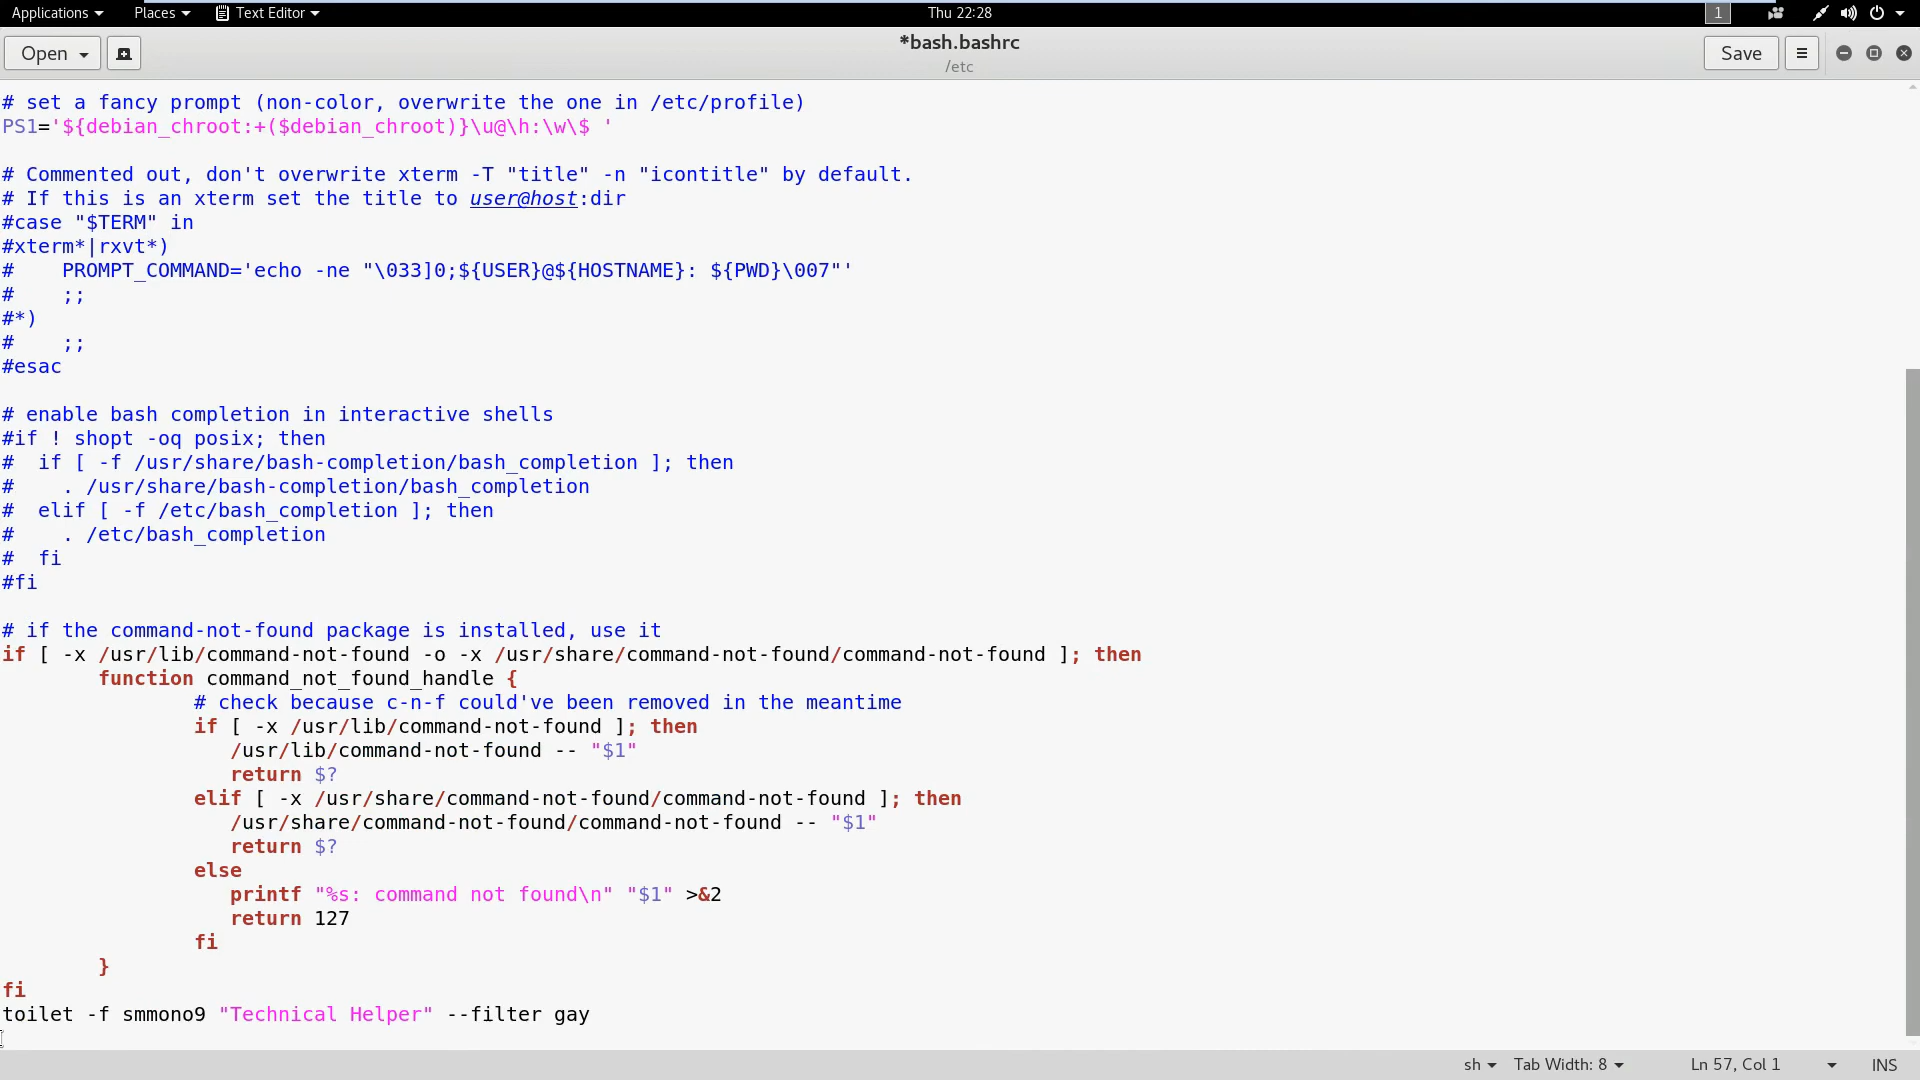 Applications Places Text Editor Thu 22:28 1
Open *bash.bashrc Save
/etc
# set a fancy prompt (non-color, overwrite the one in /etc/profile)
PS1='${debian_chroot:+($debian_chroot)}\u@\h:\w\$ '
# Commented out, don't overwrite xterm -T "title" -n "icontitle" by default.
# If this is an xterm set the title to user@host:dir
#case "$TERM" in
#xterm*|rxvt*)
#    PROMPT_COMMAND='echo -ne "\033]0;${USER}@${HOSTNAME}: ${PWD}\007"'
#    ;;
#*)
#    ;;
#esac
# enable bash completion in interactive shells
#if ! shopt -oq posix; then
#  if [ -f /usr/share/bash-completion/bash_completion ]; then
#    . /usr/share/bash-completion/bash_completion
#  elif [ -f /etc/bash_completion ]; then
#    . /etc/bash_completion
#  fi
#fi
# if the command-not-found package is installed, use it
if [ -x /usr/lib/command-not-found -o -x /usr/share/command-not-found/command-not-found ]; then
        function command_not_found_handle {
                # check because c-n-f could've been removed in the meantime
                if [ -x /usr/lib/command-not-found ]; then
                   /usr/lib/command-not-found -- "$1"
                   return $?
                elif [ -x /usr/share/command-not-found/command-not-found ]; then
                   /usr/share/command-not-found/command-not-found -- "$1"
                   return $?
                else
                   printf "%s: command not found\n" "$1" >&2
                   return 127
                fi
        }
fi
toilet -f smmono9 "Technical Helper" --filter gay
sh Tab Width: 8 Ln 57, Col 1 INS